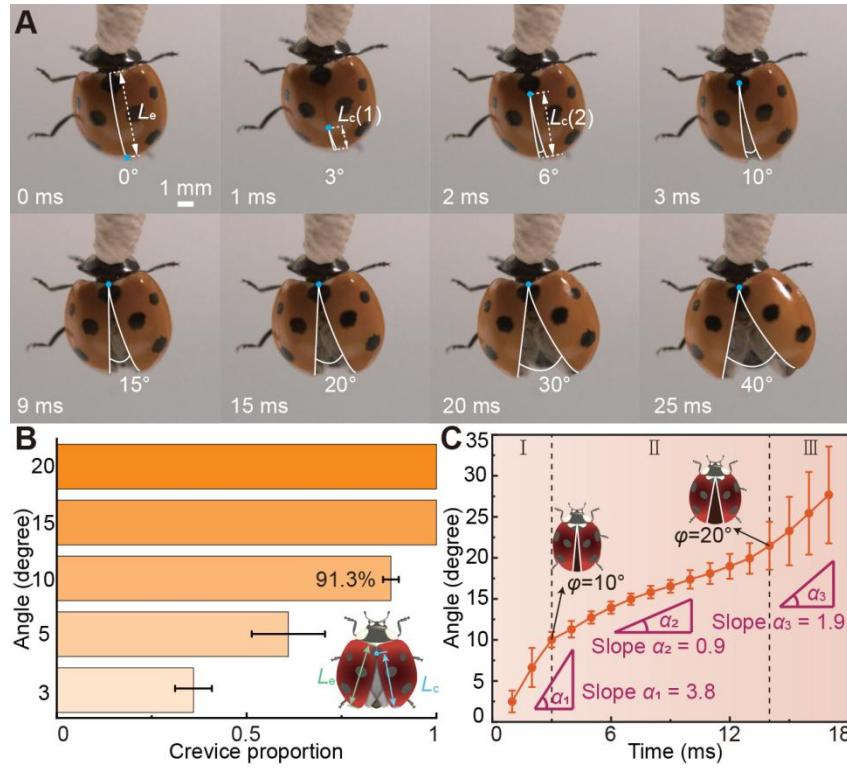 A
Lₑ
0°
0 ms
1 mm
L꜀(1)
3°
1 ms
L꜀(2)
6°
2 ms
10°
3 ms
15°
9 ms
20°
15 ms
30°
20 ms
40°
25 ms
B
Angle (degree)
20
15
10
5
3
91.3%
Lₑ
L꜀
0
0.5
1
Crevice proportion
C
Angle (degree)
35
30
25
20
15
10
5
0
I
II
III
φ=10°
φ=20°
α₁
Slope α₁ = 3.8
α₂
Slope α₂ = 0.9
α₃
Slope α₃ = 1.9
6
12
18
Time (ms)